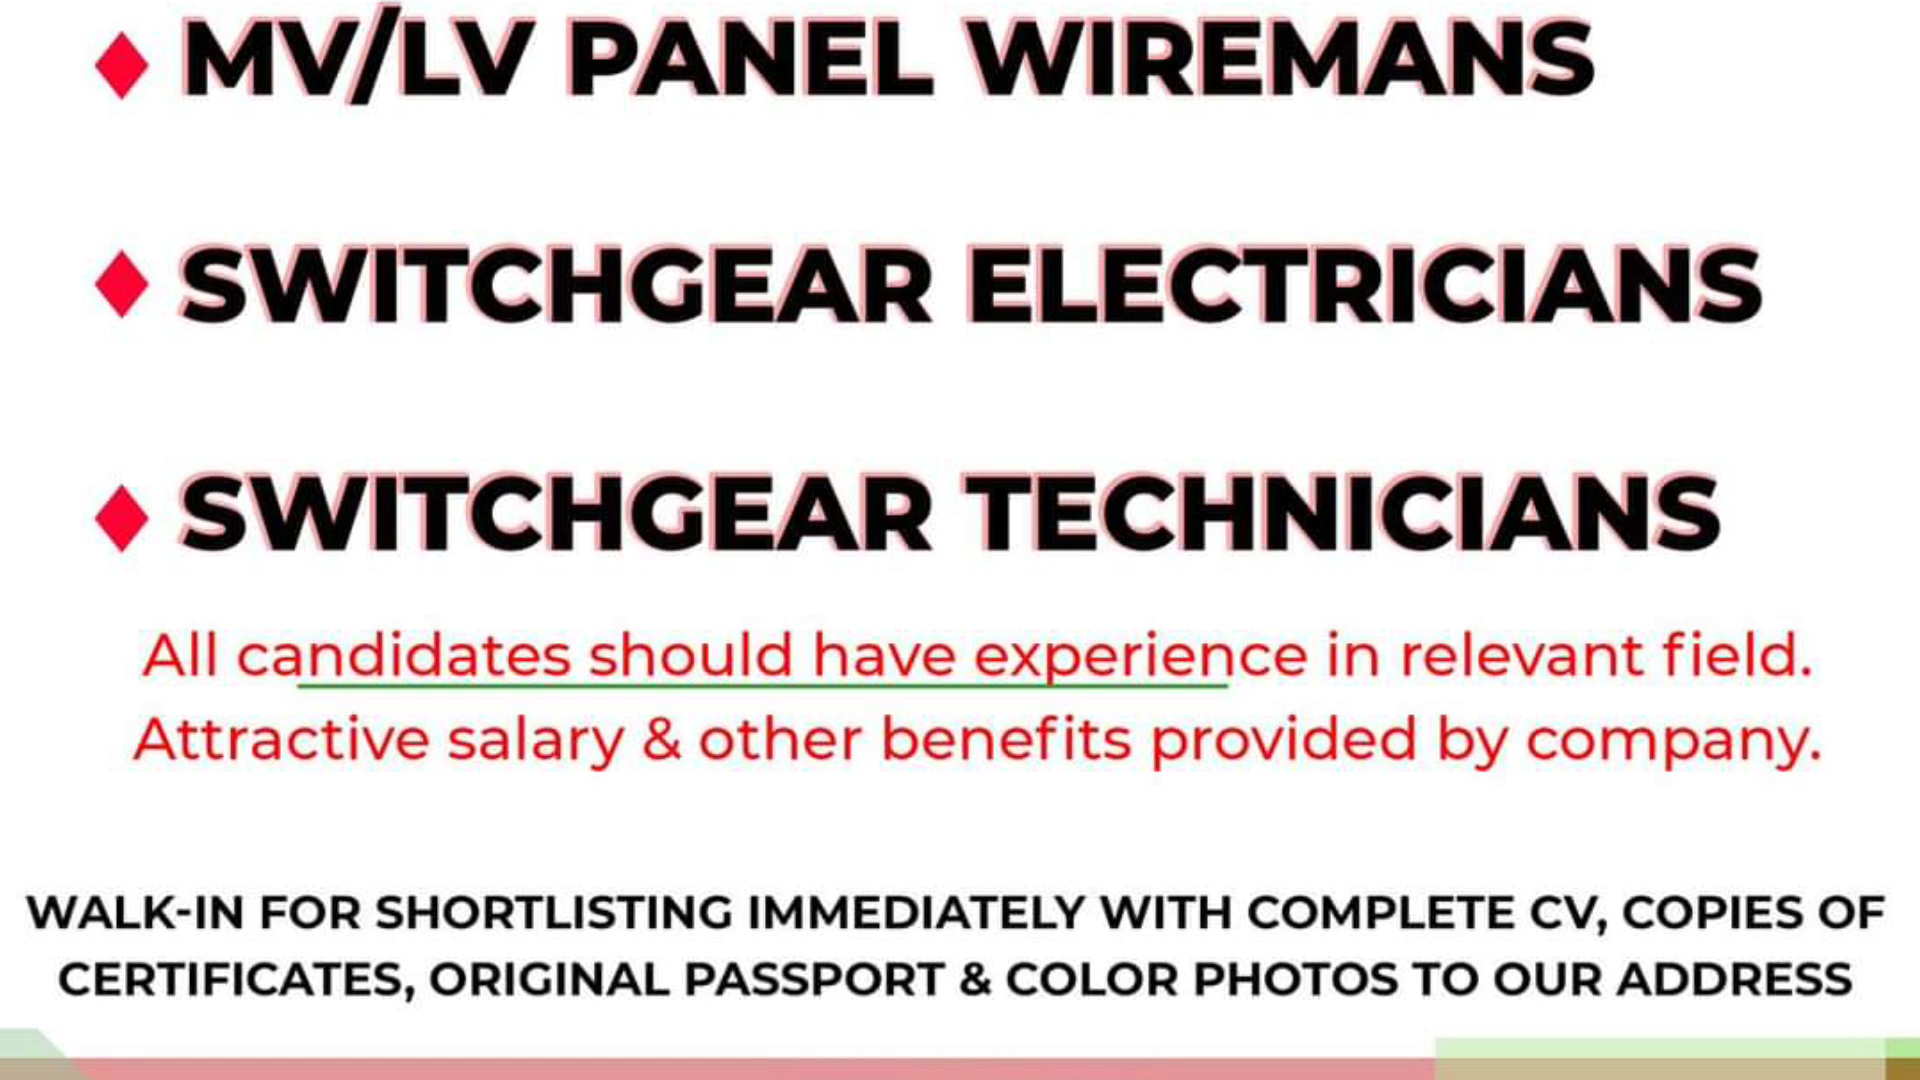 MV/LV PANEL WIREMANS
SWITCHGEAR ELECTRICIANS
SWITCHGEAR TECHNICIANS
All candidates should have experience in relevant field.
Attractive salary & other benefits provided by company.
WALK-IN FOR SHORTLISTING IMMEDIATELY WITH COMPLETE CV, COPIES OF
CERTIFICATES, ORIGINAL PASSPORT & COLOR PHOTOS TO OUR ADDRESS